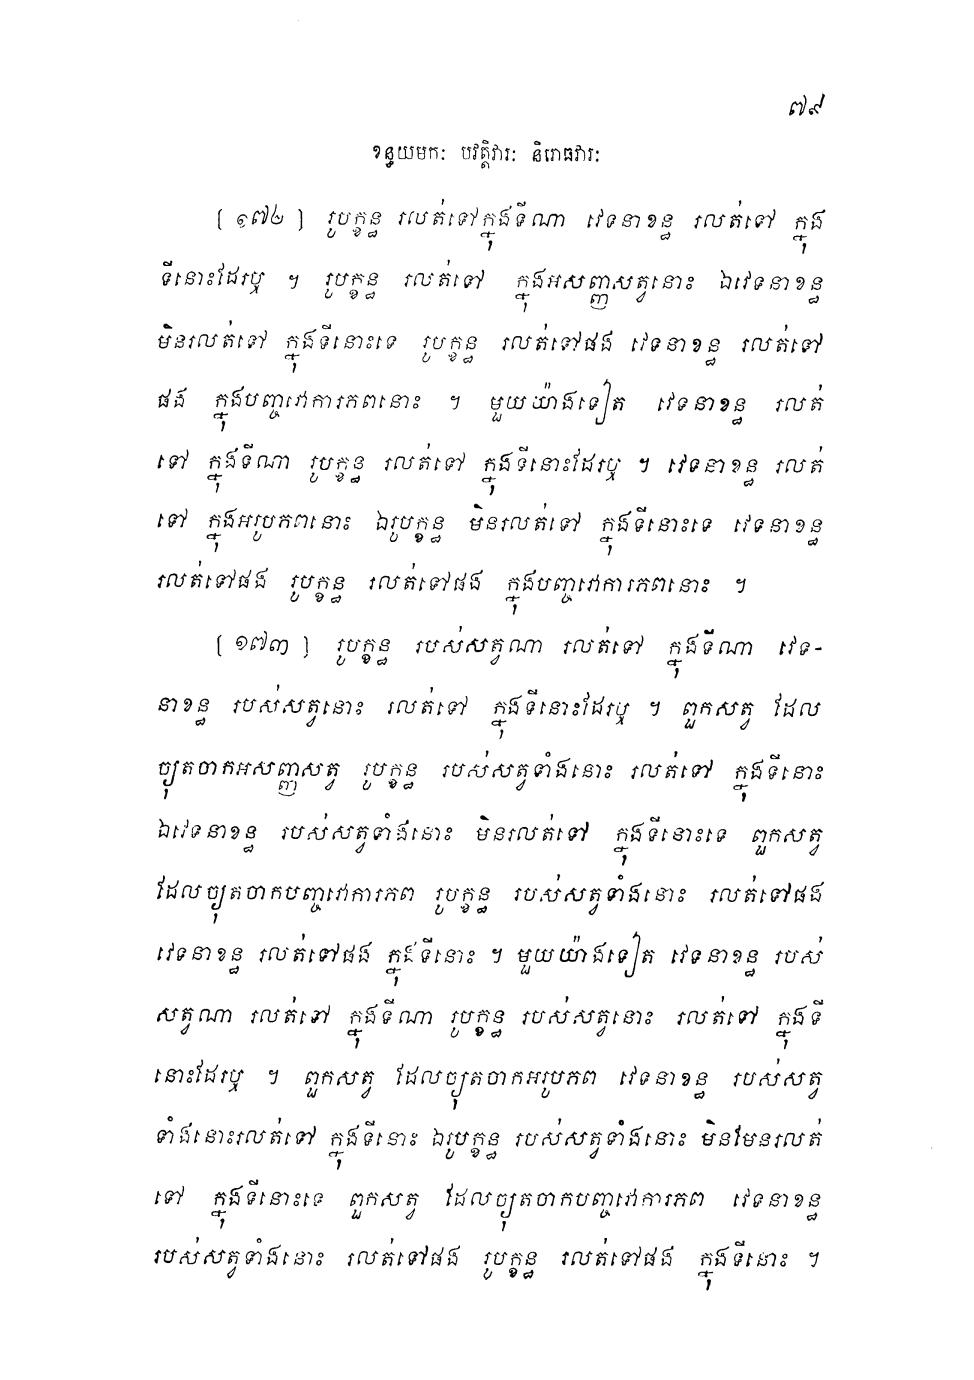 ៧៩
ខន្ធយមកៈ បវត្តិវារៈ និរោធវារៈ
[ ១៧២ ] រូបក្ខន្ធ រលត់ទៅក្នុងទីណា វេទនាខន្ធ រលត់ទៅ ក្នុង
ទីនោះដែរឬ ។ រូបក្ខន្ធ រលត់ទៅ ក្នុងអសញ្ញសត្វនោះ ឯវេទនាខន្ធ
មិនរលត់ទៅ ក្នុងទីនោះទេ រូបក្ខន្ធ រលត់ទៅផង វេទនាខន្ធ រលត់ទៅ
ផង ក្នុងបញ្ចវោការភពនោះ ។ មួយយ៉ាងទៀត វេទនាខន្ធ រលត់
ទៅ ក្នុងទីណា រូបក្ខន្ធ រលត់ទៅ ក្នុងទីនោះដែរឬ ។ វេទនាខន្ធ រលត់
ទៅ ក្នុងអរូបភពនោះ ឯរូបក្ខន្ធ មិនរលត់ទៅ ក្នុងទីនោះទេ វេទនាខន្ធ
រលត់ទៅផង រូបក្ខន្ធ រលត់ទៅផង ក្នុងបញ្ចវោការភពនោះ ។
[ ១៧៣ ] រូបក្ខន្ធ របស់សត្វណា រលត់ទៅ ក្នុងទីណា វេទ-
នាខន្ធ របស់សត្វនោះ រលត់ទៅ ក្នុងទីនោះដែរឬ ។ ពួកសត្វ ដែល
ច្យុតចាកអសញ្ញសត្វ រូបក្ខន្ធ របស់សត្វទាំងនោះ រលត់ទៅ ក្នុងទីនោះ
ឯវេទនាខន្ធ របស់សត្វទាំងនោះ មិនរលត់ទៅ ក្នុងទីនោះទេ ពួកសត្វ
ដែលច្យុតចាកបញ្ចវោការភព រូបក្ខន្ធ របស់សត្វទាំងនោះ រលត់ទៅផង
វេទនាខន្ធ រលត់ទៅផង ក្នុងទីនោះ ។ មួយយ៉ាងទៀត វេទនាខន្ធ របស់
សត្វណា រលត់ទៅ ក្នុងទីណា រូបក្ខន្ធ របស់សត្វនោះ រលត់ទៅ ក្នុងទី
នោះដែរឬ ។ ពួកសត្វ ដែលច្យុតចាកអរូបភព វេទនាខន្ធ របស់សត្វ
ទាំងនោះរលត់ទៅ ក្នុងទីនោះ ឯរូបក្ខន្ធ របស់សត្វទាំងនោះ មិនមែនរលត់
ទៅ ក្នុងទីនោះទេ ពួកសត្វ ដែលច្យុតចាកបញ្ចវោការភព វេទនាខន្ធ
របស់សត្វទាំងនោះ រលត់ទៅផង រូបក្ខន្ធ រលត់ទៅផង ក្នុងទីនោះ ។